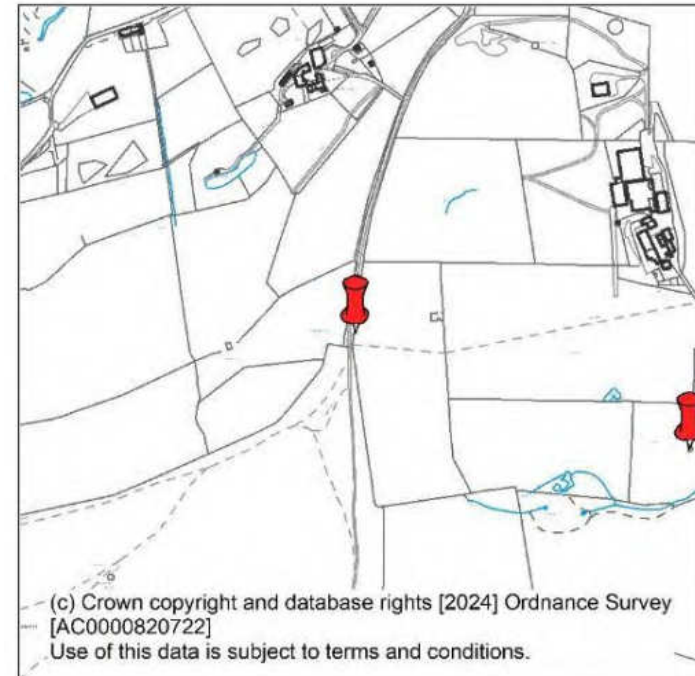 (c) Crown copyright and database rights [2024] Ordnance Survey
[AC0000820722]
Use of this data is subject to terms and conditions.